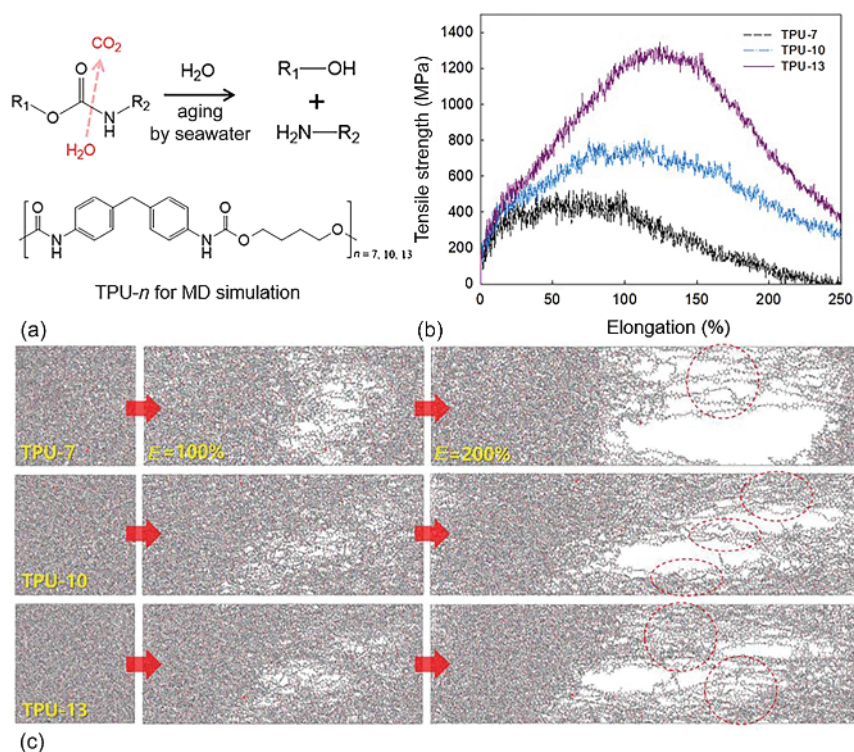 CO2
O
R1
O
N
H
R2
H2O
H2O
aging
by seawater
R1—OH
+
H2N—R2
O
N
H
N
H
O
O
O
n = 7, 10, 13
TPU-n for MD simulation
(a)
1400
1200
1000
800
600
400
200
0
Tensile strength (MPa)
0
50
100
150
200
250
Elongation (%)
TPU-7
TPU-10
TPU-13
(b)
TPU-7
E=100%
E=200%
TPU-10
TPU-13
(c)